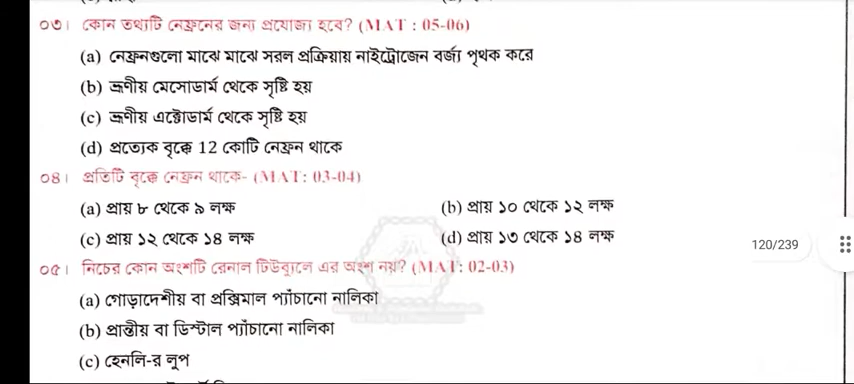 ০৩। কোন তথ্যটি নেফ্রনের জন্য প্রযোজ্য হবে? (MAT : 05-06)
(a) নেফ্রনগুলো মাঝে মাঝে সরল প্রক্রিয়ায় নাইট্রোজেন বর্জ্য পৃথক করে
(b) ভ্রূণীয় মেসোডার্ম থেকে সৃষ্টি হয়
(c) ভ্রূণীয় এক্টোডার্ম থেকে সৃষ্টি হয়
(d) প্রত্যেক বৃক্কে 12 কোটি নেফ্রন থাকে
০৪। প্রতিটি বৃক্কে নেফ্রন থাকে- (MAT: 03-04)
(a) প্রায় ৮ থেকে ৯ লক্ষ (b) প্রায় ১০ থেকে ১২ লক্ষ
(c) প্রায় ১২ থেকে ১৪ লক্ষ (d) প্রায় ১৩ থেকে ১৪ লক্ষ
120/239
০৫। নিচের কোন অংশটি রেনাল টিউব্যুলে এর অংশ নয়? (MAT: 02-03)
(a) গোড়াদেশীয় বা প্রক্সিমাল প্যাঁচানো নালিকা
(b) প্রান্তীয় বা ডিস্টাল প্যাঁচানো নালিকা
(c) হেনলি-র লুপ